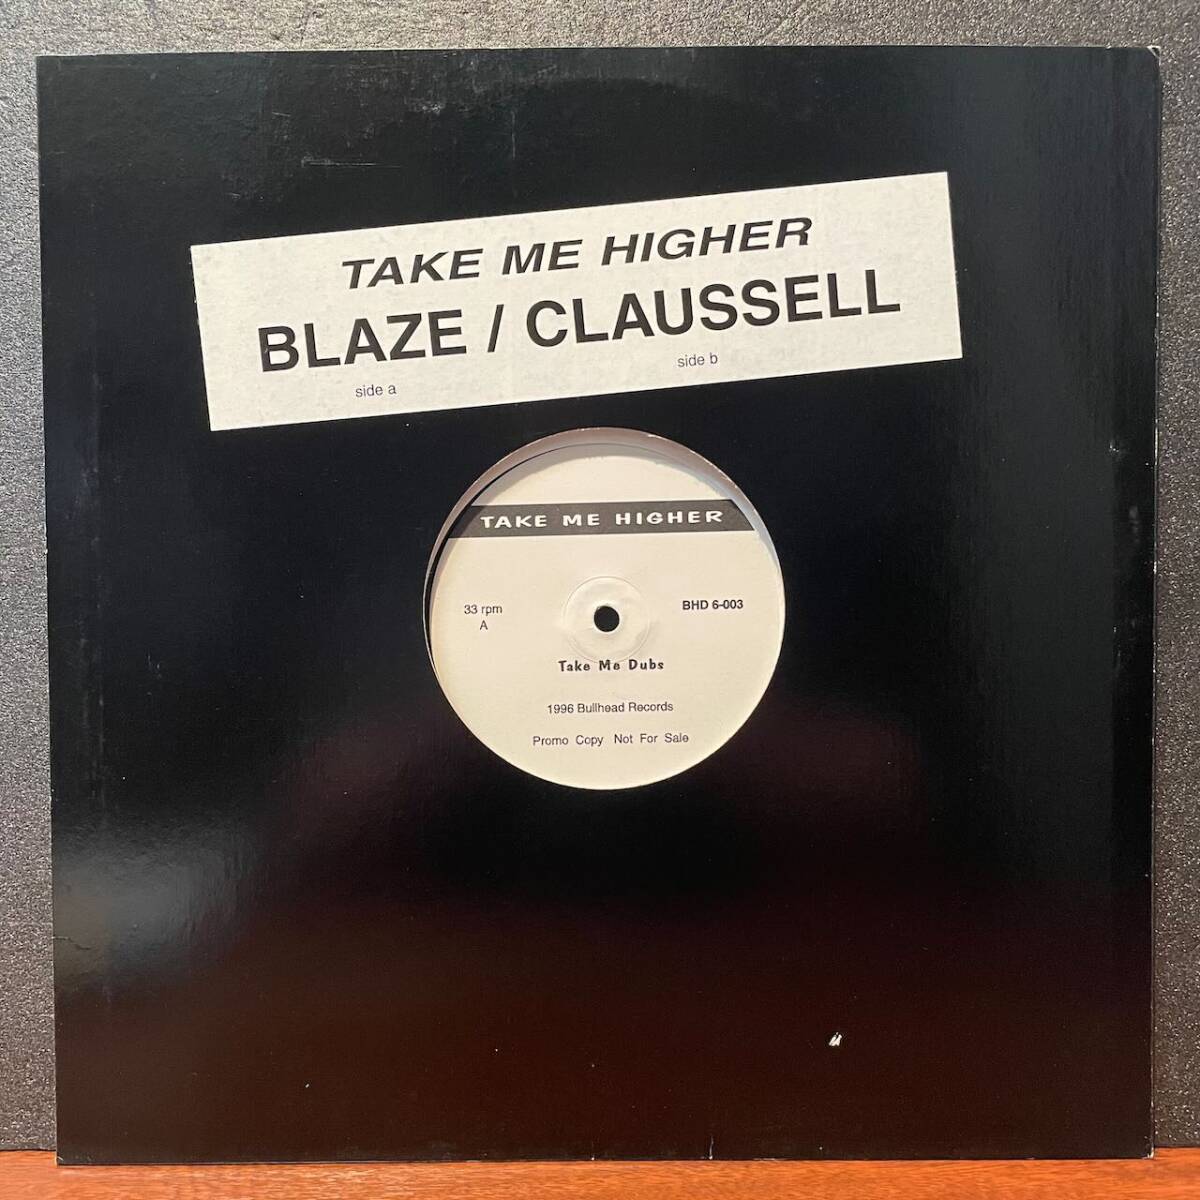 TAKE ME HIGHER
BLAZE / CLAUSSELL
side a
side b
TAKE ME HIGHER
33 rpm
A
BHD 6-003
Take Me Dubs
1996 Bullhead Records
Promo Copy Not For Sale